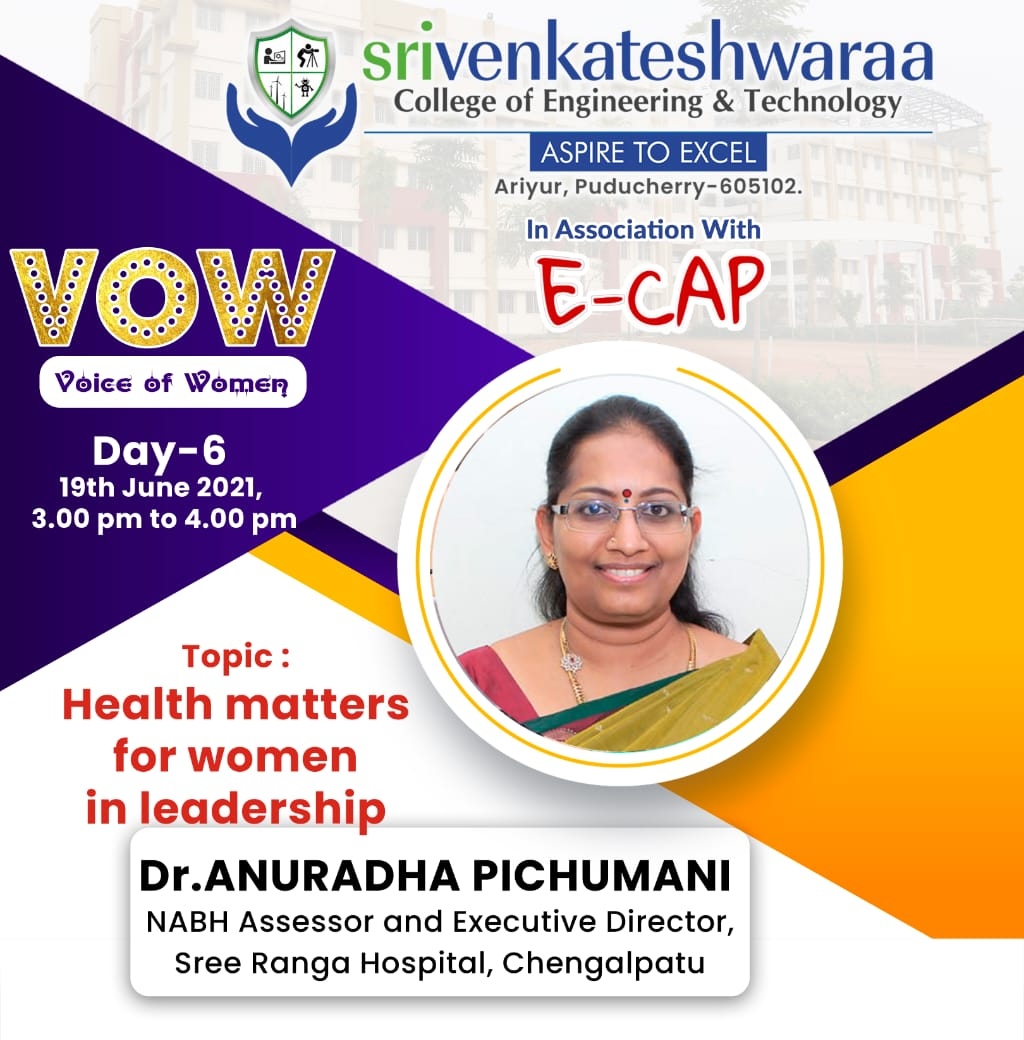 srivenkateshwaraa
College of Engineering & Technology
ASPIRE TO EXCEL
Ariyur, Puducherry-605102.
In Association With
E-CAP
VOW
Voice of Women
Day-6
19th June 2021,
3.00 pm to 4.00 pm
Topic :
Health matters
for women
in leadership
Dr.ANURADHA PICHUMANI
NABH Assessor and Executive Director,
Sree Ranga Hospital, Chengalpatu